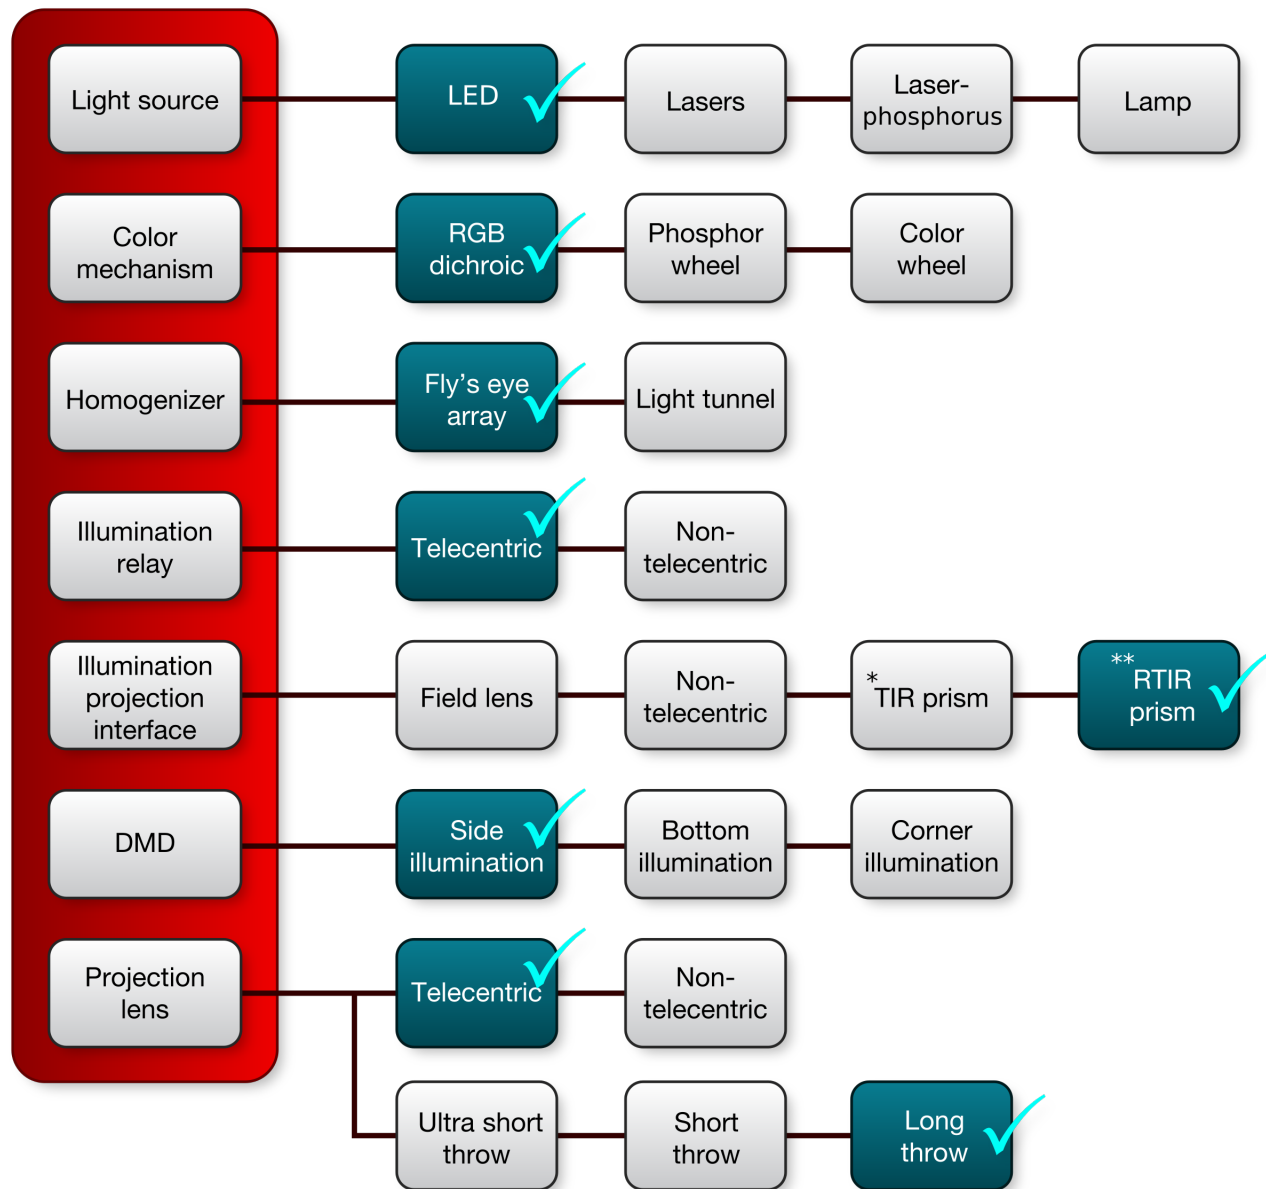 Light source
LED
Lasers
Laser-
phosphorus
Lamp
Color
mechanism
RGB
dichroic
Phosphor
wheel
Color
wheel
Homogenizer
Fly’s eye
array
Light tunnel
Illumination
relay
Telecentric
Non-
telecentric
Illumination
projection
interface
Field lens
Non-
telecentric
*TIR prism
**RTIR
prism
DMD
Side
illumination
Bottom
illumination
Corner
illumination
Projection
lens
Telecentric
Non-
telecentric
Ultra short
throw
Short
throw
Long
throw